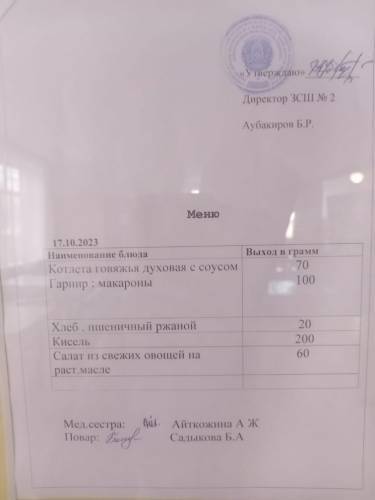 «Утверждаю»
Директор ЗСШ № 2
Аубакиров Б.Р.
Меню
17.10.2023
Наименование блюда Выход в грамм
Котлета говяжья духовая с соусом 70
Гарнир ; макароны 100
Хлеб . пшеничный ржаной 20
Кисель 200
Салат из свежих овощей на 60
раст.масле
Мед.сестра: Айткожина А Ж
Повар: Садыкова Б.А